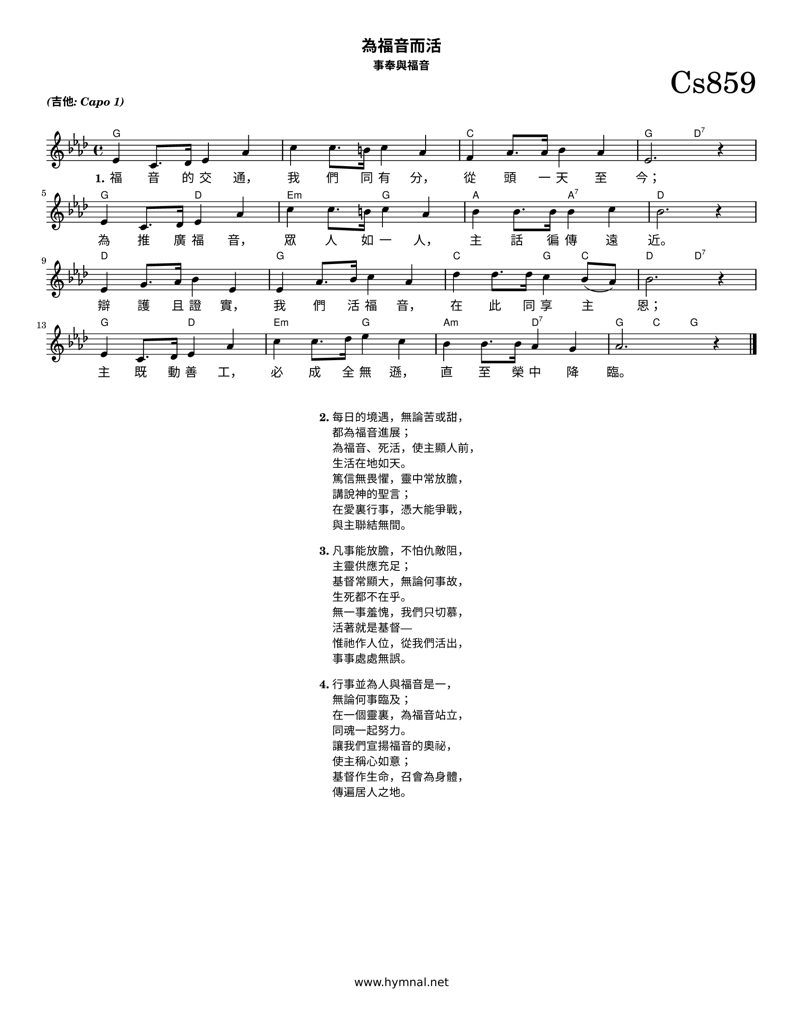 為福音而活
事奉與福音
Cs859
(吉他: Capo 1)
G C G D7
1. 福 音 的 交 通， 我 們 同 有 分， 從 頭 一 天 至 今；
5 G D Em G A A7 D
為 推 廣 福 音， 眾 人 如 一 人， 主 話 徧 傳 遠 近。
9 D G C G C D D7
辯 護 且 證 實， 我 們 活 福 音， 在 此 同 享 主 恩；
13 G D Em G Am D7 G C G
主 既 動 善 工， 必 成 全 無 遜， 直 至 榮 中 降 臨。
2. 每日的境遇，無論苦或甜，
都為福音進展；
為福音、死活，使主顯人前，
生活在地如天。
篤信無畏懼，靈中常放膽，
講說神的聖言；
在愛裏行事，憑大能爭戰，
與主聯結無間。
3. 凡事能放膽，不怕仇敵阻，
主靈供應充足；
基督常顯大，無論何事故，
生死都不在乎。
無一事羞愧，我們只切慕，
活著就是基督—
惟祂作人位，從我們活出，
事事處處無誤。
4. 行事並為人與福音是一，
無論何事臨及；
在一個靈裏，為福音站立，
同魂一起努力。
讓我們宣揚福音的奧祕，
使主稱心如意；
基督作生命，召會為身體，
傳遍居人之地。
www.hymnal.net